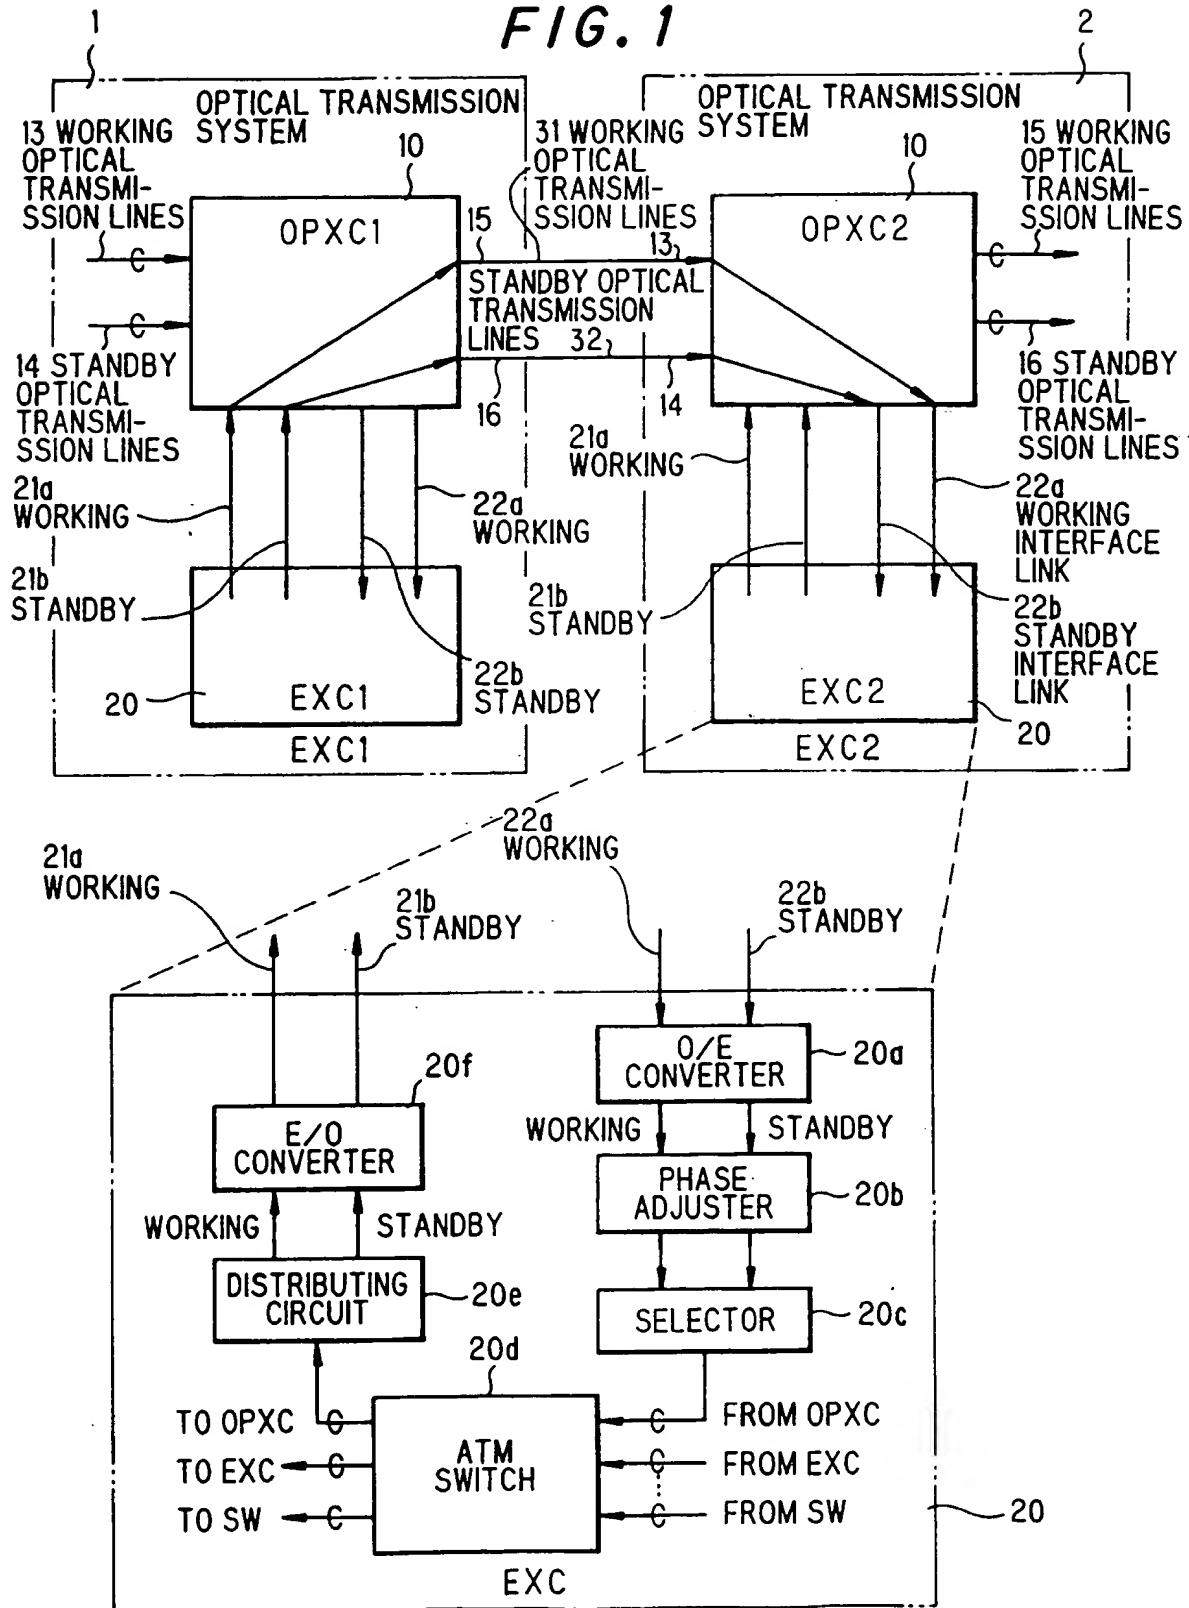 FIG. 1
1
2
OPTICAL TRANSMISSION
SYSTEM
OPTICAL TRANSMISSION
SYSTEM
13 WORKING
OPTICAL
TRANSMI-
SSION LINES
10
31 WORKING
OPTICAL
TRANSMI-
SSION LINES
10
15 WORKING
OPTICAL
TRANSMI-
SSION LINES
OPXC1
15
13
OPXC2
STANDBY OPTICAL
TRANSMISSION
LINES
32
14 STANDBY
OPTICAL
TRANSMI-
SSION LINES
16
14
16 STANDBY
OPTICAL
TRANSMI-
SSION LINES
21a
WORKING
22a
WORKING
21a
WORKING
22a
WORKING
INTERFACE
LINK
21b
STANDBY
22b
STANDBY
21b
STANDBY
22b
STANDBY
INTERFACE
LINK
20
EXC1
EXC1
EXC2
20
EXC2
21a
WORKING
21b
STANDBY
22a
WORKING
22b
STANDBY
20f
O/E
CONVERTER
20a
E/O
CONVERTER
WORKING
STANDBY
PHASE
ADJUSTER
20b
WORKING
STANDBY
DISTRIBUTING
CIRCUIT
20e
SELECTOR
20c
20d
TO OPXC
FROM OPXC
ATM
SWITCH
TO EXC
FROM EXC
TO SW
FROM SW
20
EXC